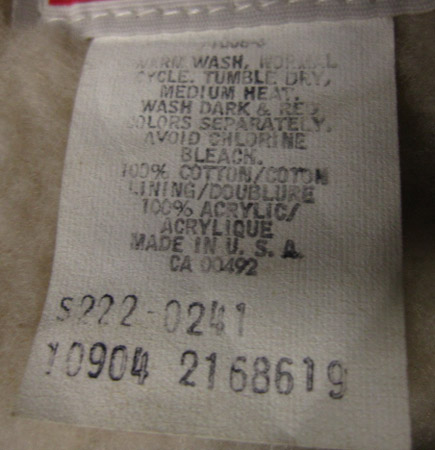 WARM WASH, NORMAL
CYCLE. TUMBLE DRY,
MEDIUM HEAT.
WASH DARK & RED
COLORS SEPARATELY.
AVOID CHLORINE
BLEACH.
100% COTTON/COTON
LINING/DOUBLURE
100% ACRYLIC/
ACRYLIQUE
MADE IN U. S. A.
CA 00492
S222-0241
10904 2168619